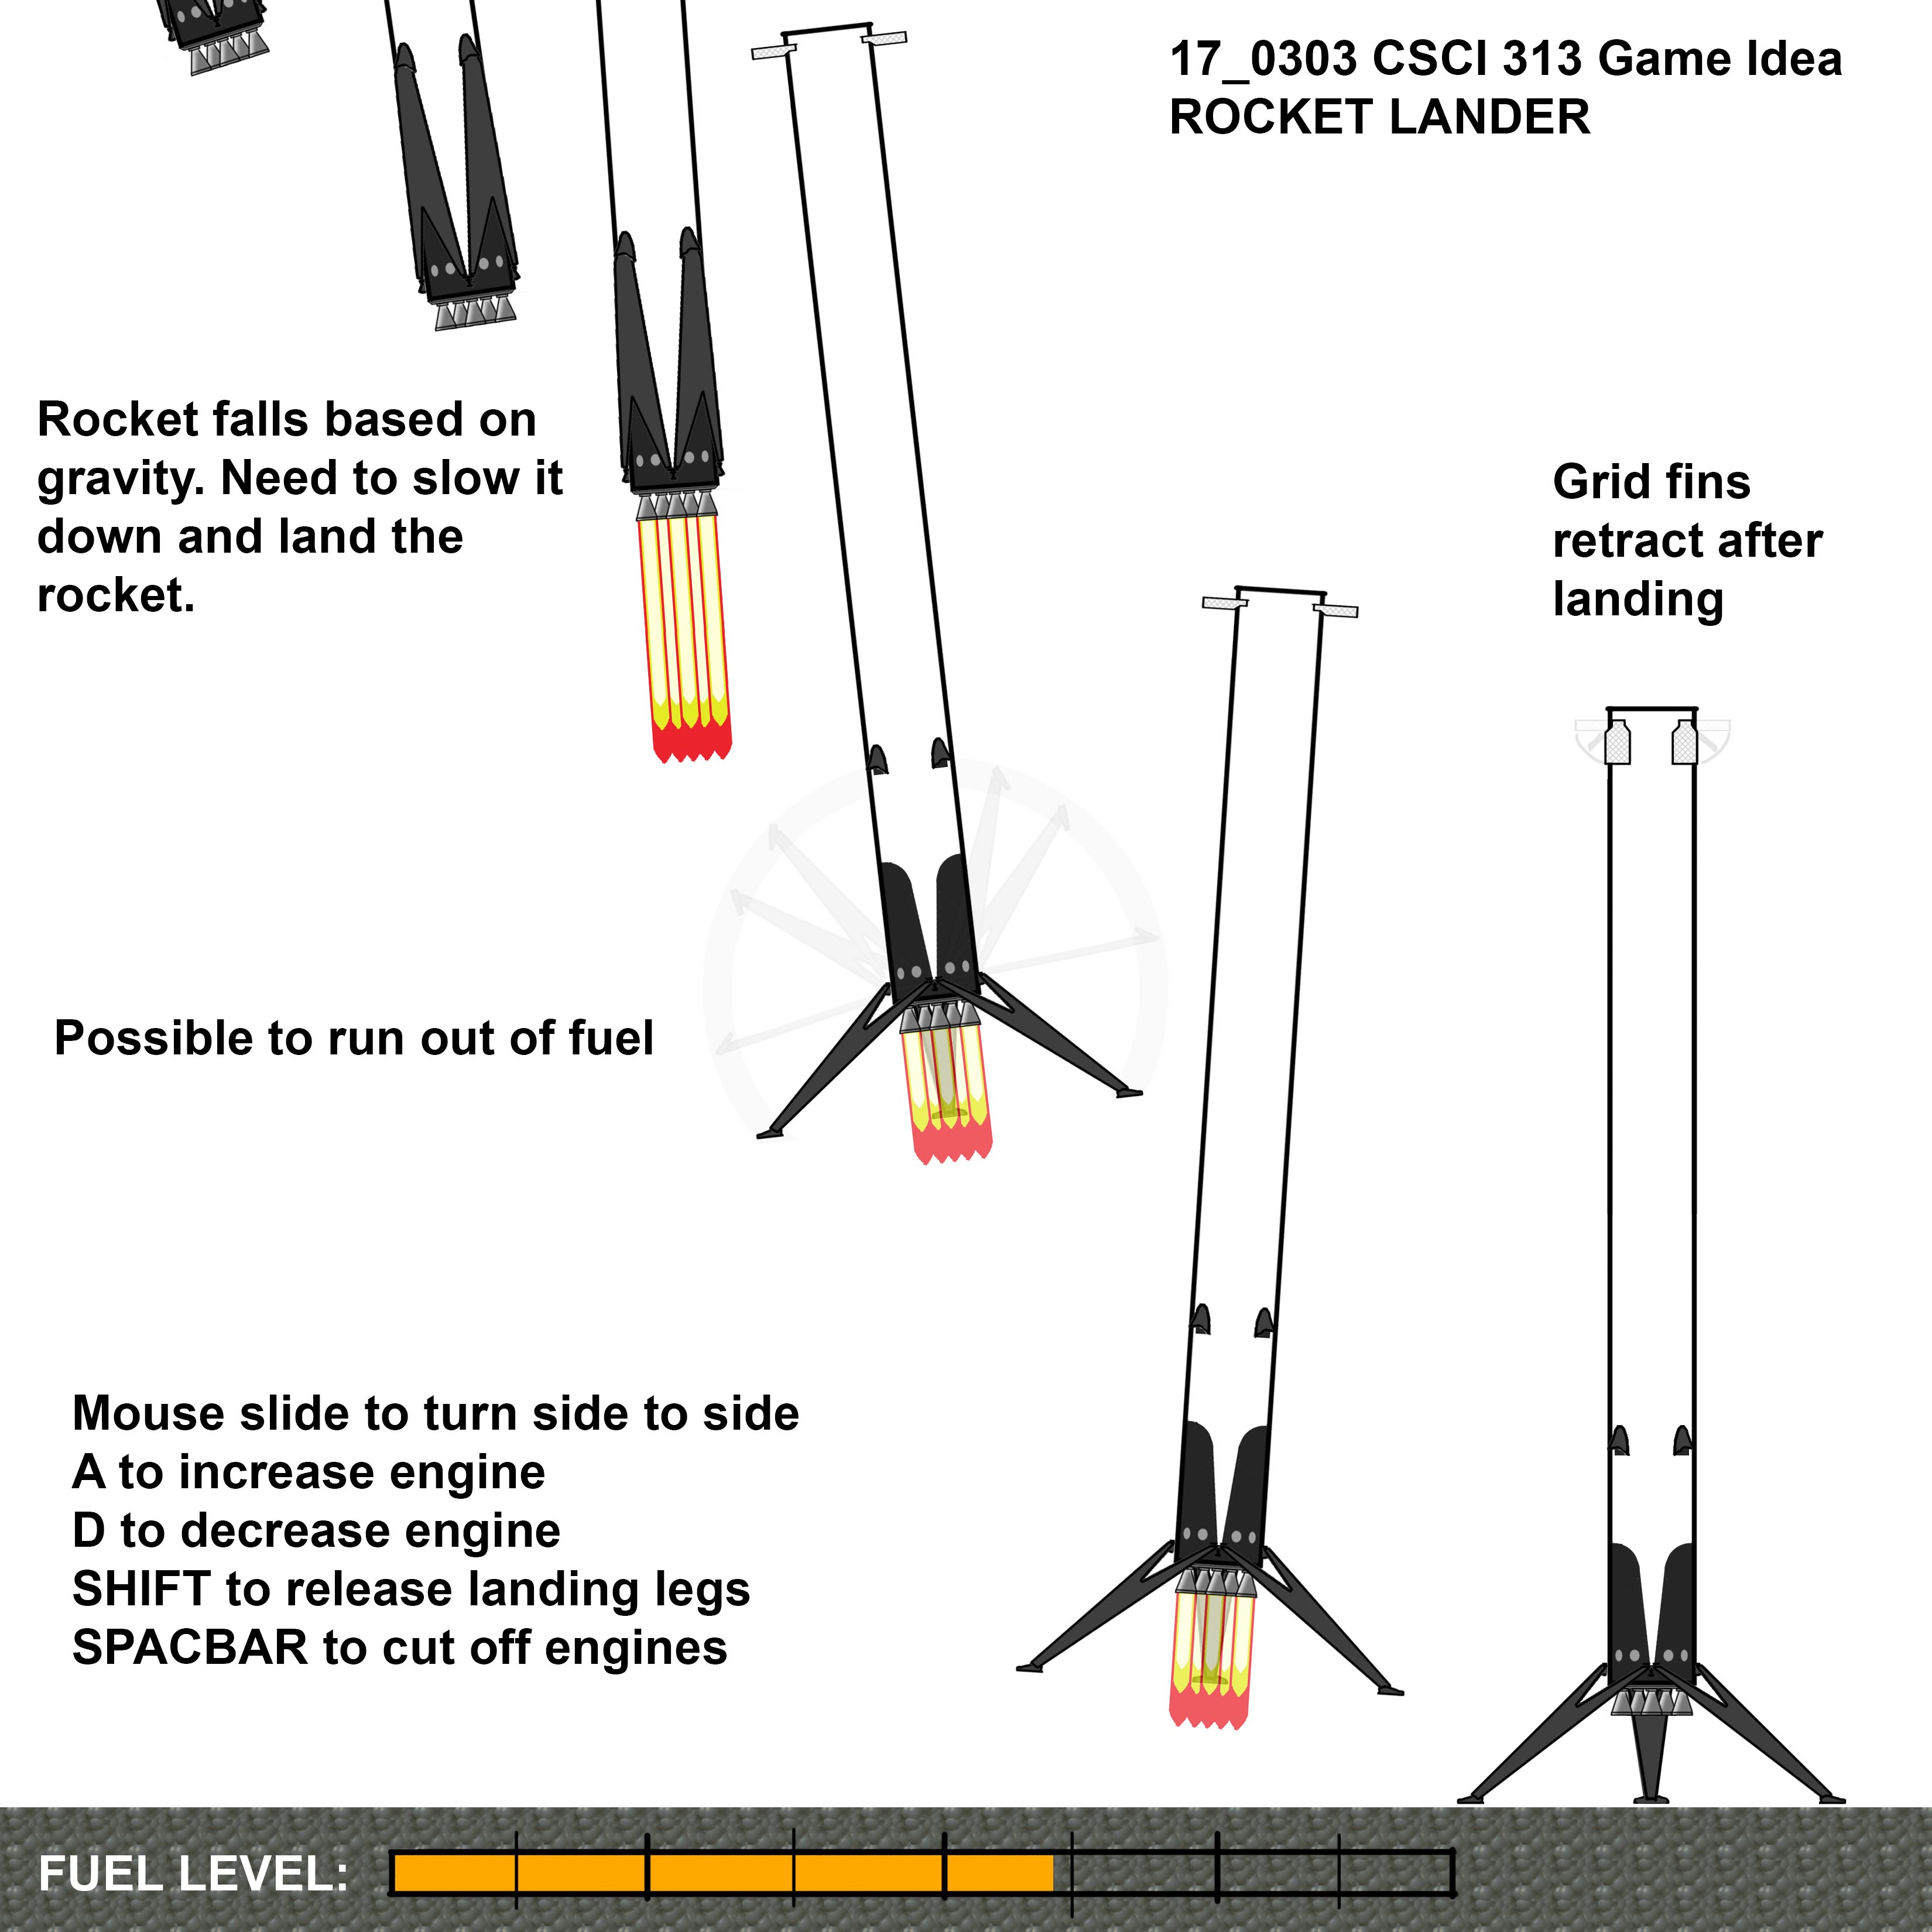 17_0303 CSCI 313 Game Idea
ROCKET LANDER
Rocket falls based on
gravity. Need to slow it
down and land the
rocket.
Grid fins
retract after
landing
Possible to run out of fuel
Mouse slide to turn side to side
A to increase engine
D to decrease engine
SHIFT to release landing legs
SPACBAR to cut off engines
FUEL LEVEL: